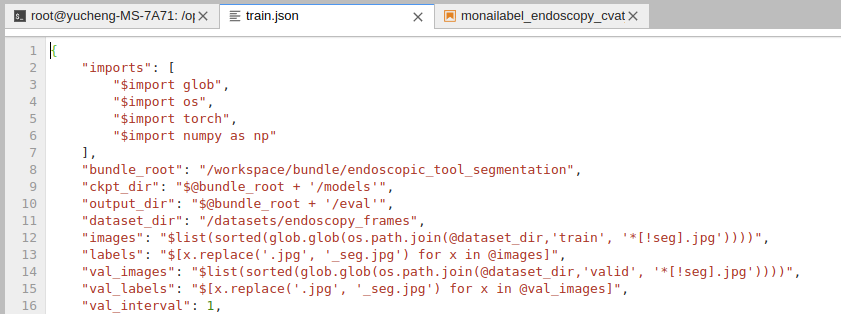 root@yucheng-MS-7A71: /op
train.json
monailabel_endoscopy_cvat
1 {
2 "imports": [
3 "$import glob",
4 "$import os",
5 "$import torch",
6 "$import numpy as np"
7 ],
8 "bundle_root": "/workspace/bundle/endoscopic_tool_segmentation",
9 "ckpt_dir": "$@bundle_root + '/models'",
10 "output_dir": "$@bundle_root + '/eval'",
11 "dataset_dir": "/datasets/endoscopy_frames",
12 "images": "$list(sorted(glob.glob(os.path.join(@dataset_dir,'train', '*[!seg].jpg'))))",
13 "labels": "$[x.replace('.jpg', '_seg.jpg') for x in @images]",
14 "val_images": "$list(sorted(glob.glob(os.path.join(@dataset_dir,'valid', '*[!seg].jpg'))))",
15 "val_labels": "$[x.replace('.jpg', '_seg.jpg') for x in @val_images]",
16 "val_interval": 1,